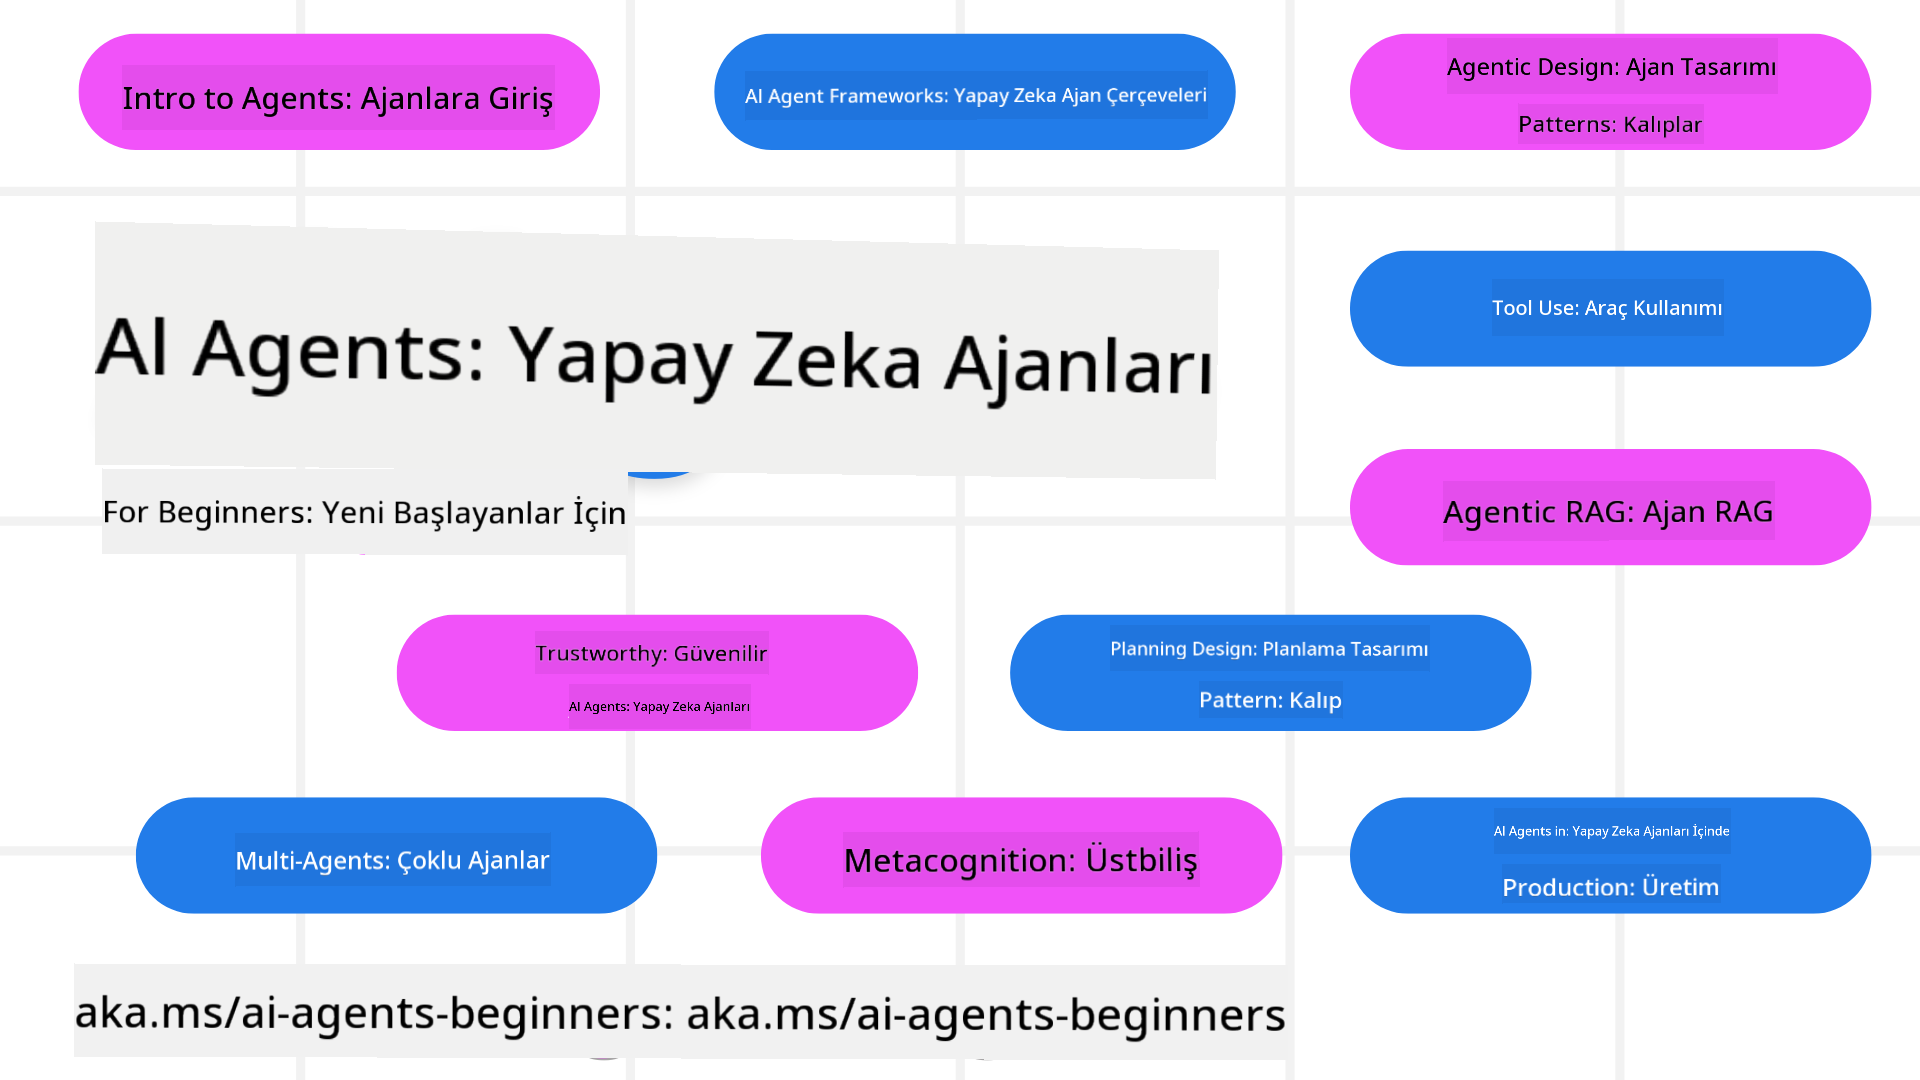 Intro to Agents: Ajanlara Giriş
AI Agent Frameworks: Yapay Zeka Ajan Çerçeveleri
Agentic Design: Ajan Tasarımı
Patterns: Kalıplar
AI Agents: Yapay Zeka Ajanları
Tool Use: Araç Kullanımı
For Beginners: Yeni Başlayanlar İçin
Agentic RAG: Ajan RAG
Trustworthy: Güvenilir
AI Agents: Yapay Zeka Ajanları
Planning Design: Planlama Tasarımı
Pattern: Kalıp
Multi-Agents: Çoklu Ajanlar
Metacognition: Üstbiliş
AI Agents in: Yapay Zeka Ajanları İçinde
Production: Üretim
aka.ms/ai-agents-beginners: aka.ms/ai-agents-beginners